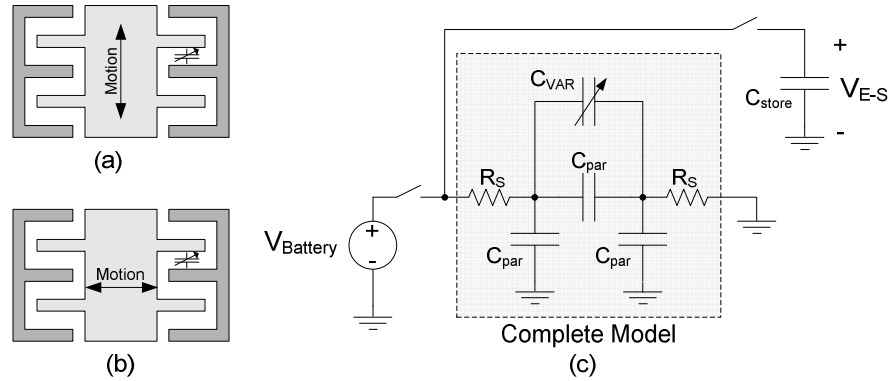 Motion
(a)
Motion
(b)
C_VAR
C_par
R_S
R_S
C_par
C_par
V_Battery
+
-
C_store
+
V_E-S
-
Complete Model
(c)